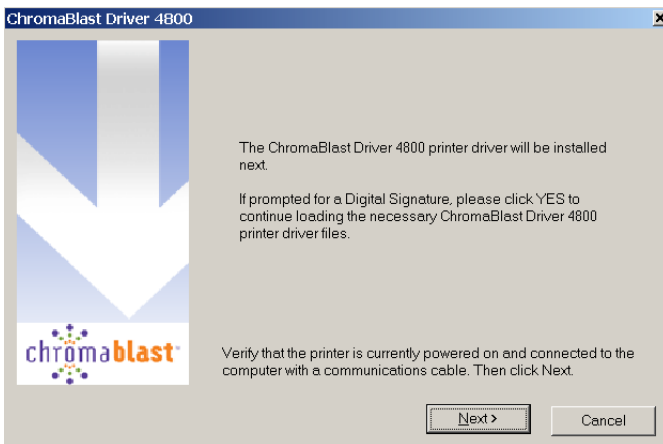 ChromaBlast Driver 4800
The ChromaBlast Driver 4800 printer driver will be installed
next.
If prompted for a Digital Signature, please click YES to
continue loading the necessary ChromaBlast Driver 4800
printer driver files.
chromablast
Verify that the printer is currently powered on and connected to the
computer with a communications cable. Then click Next.
Next >
Cancel